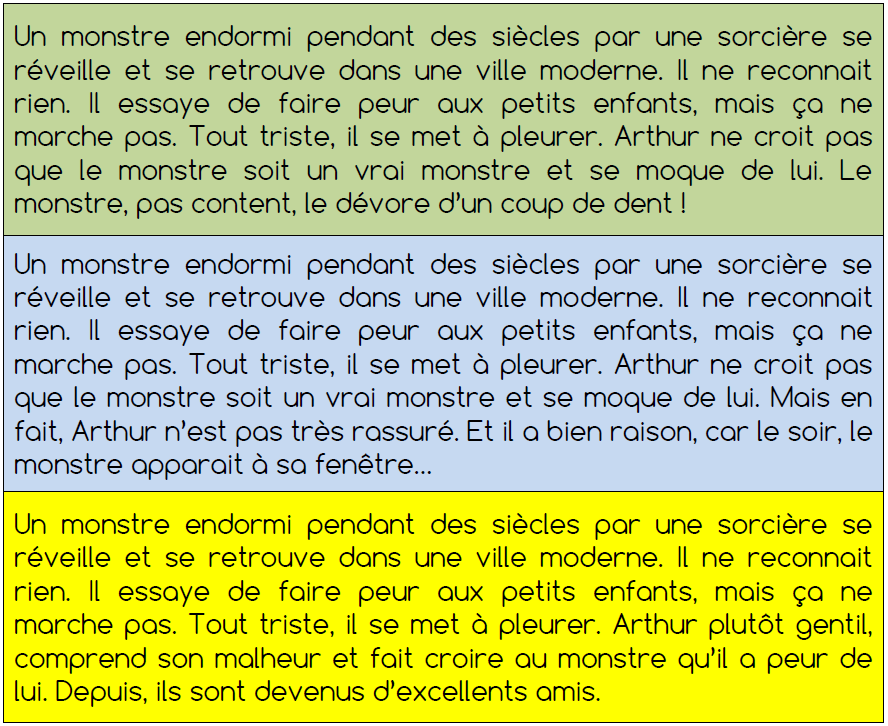 Un monstre endormi pendant des siècles par une sorcière se
réveille et se retrouve dans une ville moderne. Il ne reconnait
rien. Il essaye de faire peur aux petits enfants, mais ça ne
marche pas. Tout triste, il se met à pleurer. Arthur ne croit pas
que le monstre soit un vrai monstre et se moque de lui. Le
monstre, pas content, le dévore d’un coup de dent !
Un monstre endormi pendant des siècles par une sorcière se
réveille et se retrouve dans une ville moderne. Il ne reconnait
rien. Il essaye de faire peur aux petits enfants, mais ça ne
marche pas. Tout triste, il se met à pleurer. Arthur ne croit pas
que le monstre soit un vrai monstre et se moque de lui. Mais en
fait, Arthur n’est pas très rassuré. Et il a bien raison, car le soir, le
monstre apparait à sa fenêtre...
Un monstre endormi pendant des siècles par une sorcière se
réveille et se retrouve dans une ville moderne. Il ne reconnait
rien. Il essaye de faire peur aux petits enfants, mais ça ne
marche pas. Tout triste, il se met à pleurer. Arthur plutôt gentil,
comprend son malheur et fait croire au monstre qu’il a peur de
lui. Depuis, ils sont devenus d’excellents amis.